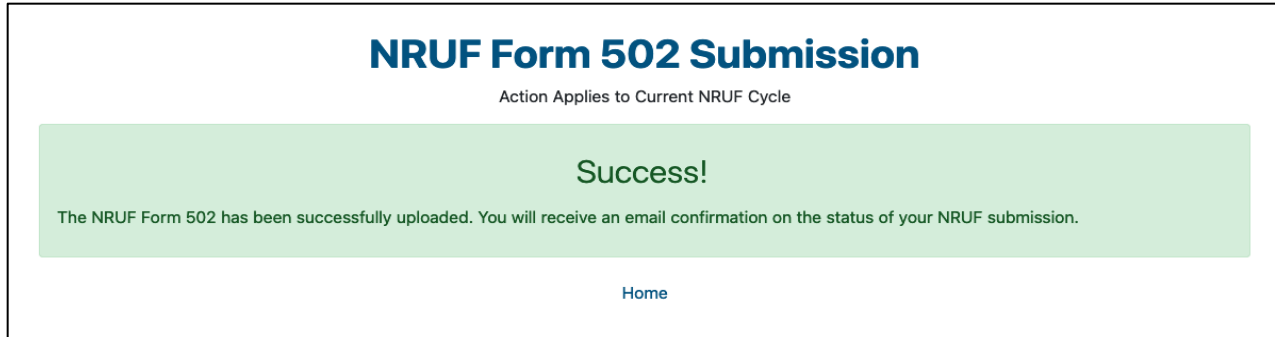 NRUF Form 502 Submission
Action Applies to Current NRUF Cycle
Success!
The NRUF Form 502 has been successfully uploaded. You will receive an email confirmation on the status of your NRUF submission.
Home